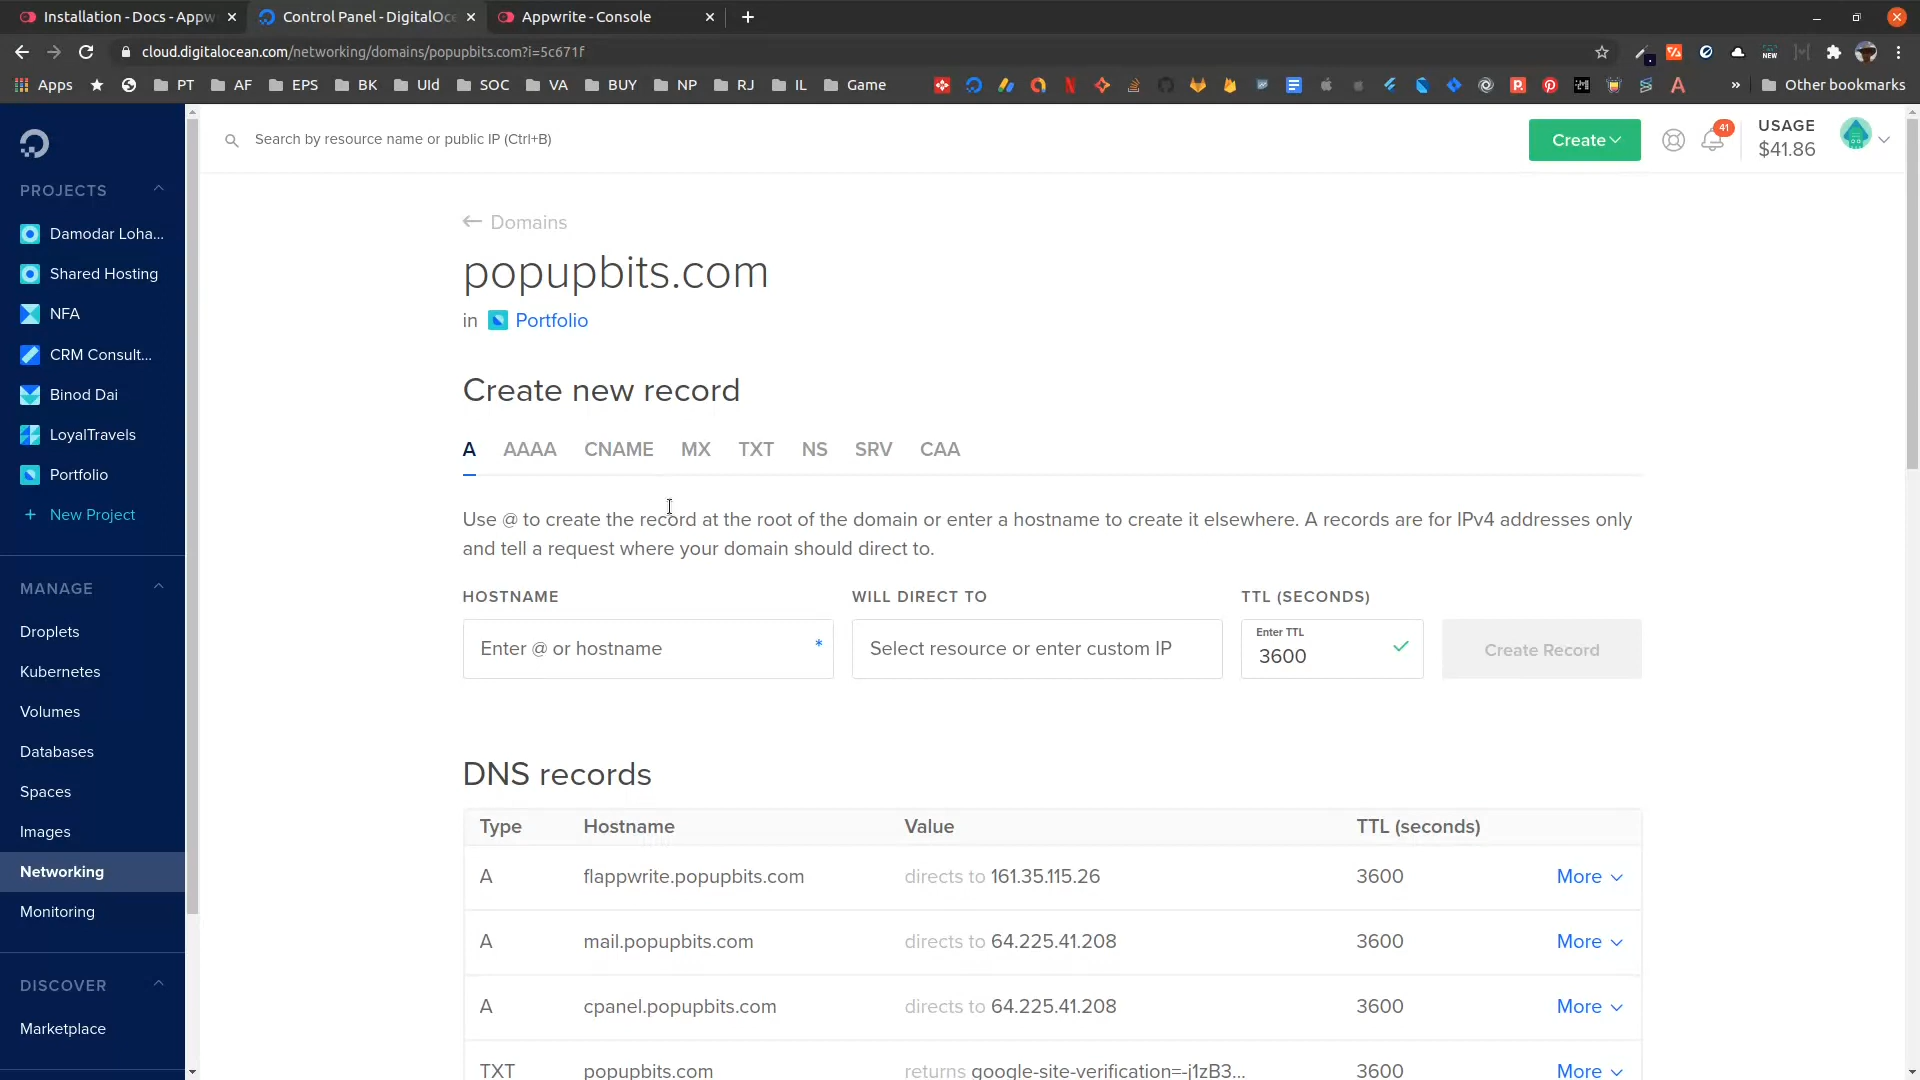 Installation - Docs - Appw
Control Panel - DigitalOce
Appwrite - Console
cloud.digitalocean.com/networking/domains/popupbits.com?i=5c671f
Apps
PT
AF
EPS
BK
UId
SOC
VA
BUY
NP
RJ
IL
Game
NEW
Other bookmarks
Search by resource name or public IP (Ctrl+B)
Create
41
USAGE
$41.86
PROJECTS
Damodar Loha...
Shared Hosting
NFA
CRM Consult...
Binod Dai
LoyalTravels
Portfolio
+ New Project
MANAGE
Droplets
Kubernetes
Volumes
Databases
Spaces
Images
Networking
Monitoring
DISCOVER
Marketplace
← Domains
popupbits.com
in Portfolio
Create new record
A AAAA CNAME MX TXT NS SRV CAA
Use @ to create the record at the root of the domain or enter a hostname to create it elsewhere. A records are for IPv4 addresses only
and tell a request where your domain should direct to.
HOSTNAME WILL DIRECT TO TTL (SECONDS)
Enter @ or hostname *
Select resource or enter custom IP
Enter TTL
3600
Create Record
DNS records
Type Hostname Value TTL (seconds)
A flappwrite.popupbits.com directs to 161.35.115.26 3600 More
A mail.popupbits.com directs to 64.225.41.208 3600 More
A cpanel.popupbits.com directs to 64.225.41.208 3600 More
TXT popupbits.com returns google-site-verification=-j1zB3... 3600 More